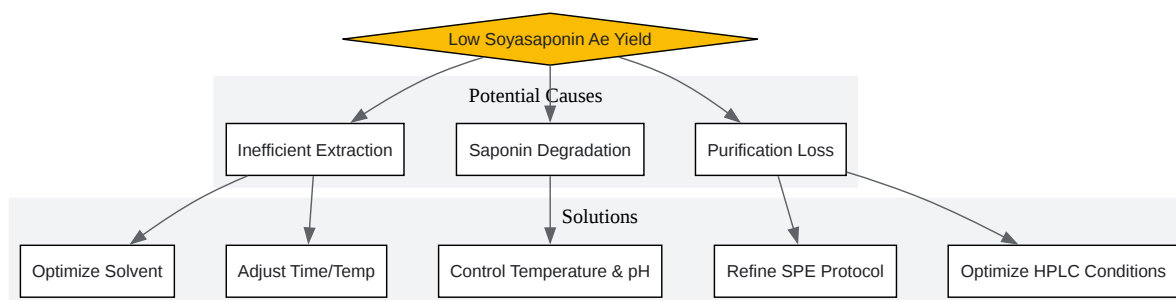 Low Soyasaponin Ae Yield
Potential Causes
Inefficient Extraction
Saponin Degradation
Purification Loss
Solutions
Optimize Solvent
Adjust Time/Temp
Control Temperature & pH
Refine SPE Protocol
Optimize HPLC Conditions